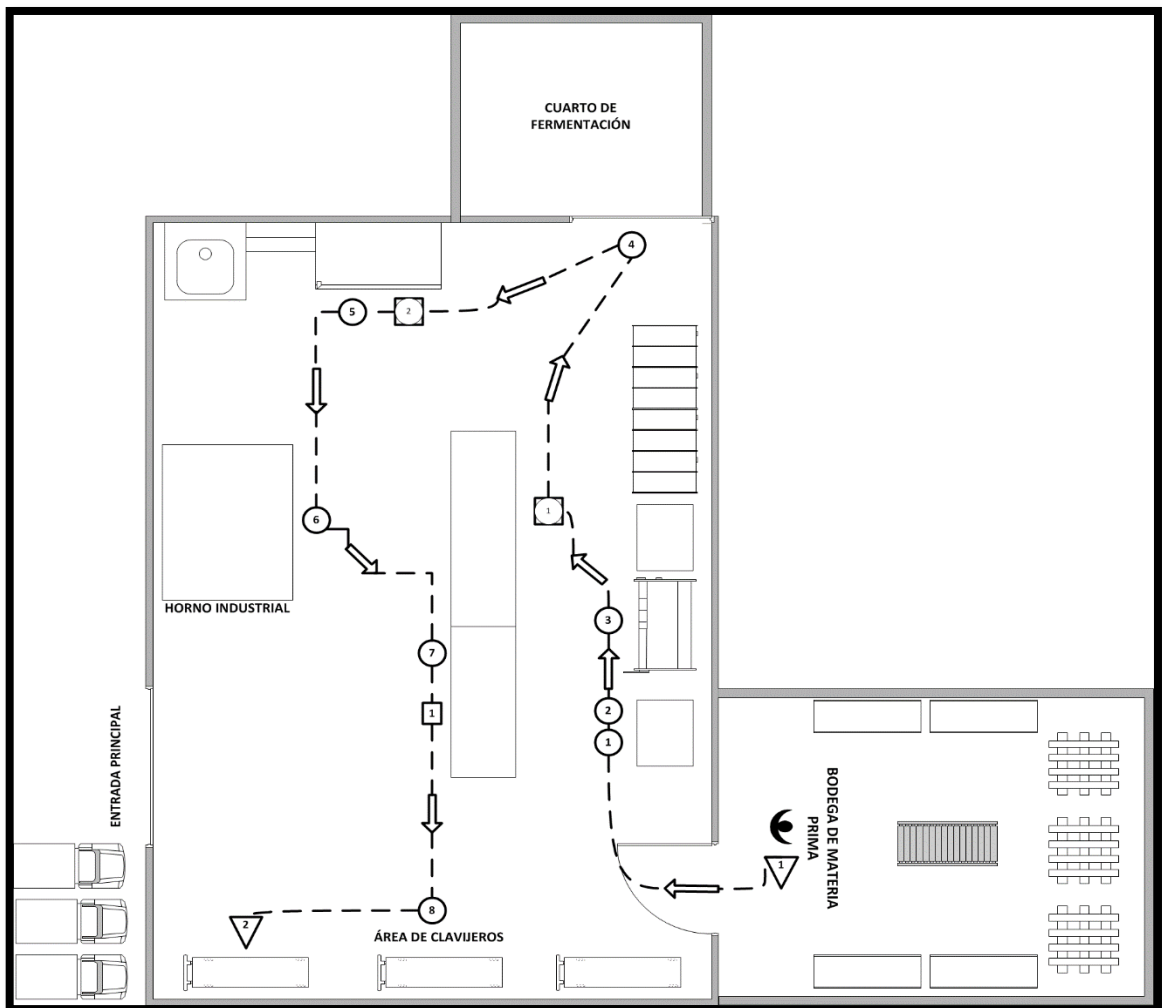 CUARTO DE
FERMENTACIÓN
4
5
2
6
1
HORNO INDUSTRIAL
3
7
2
1
1
ENTRADA PRINCIPAL
BODEGA DE MATERIA
PRIMA
1
8
2
ÁREA DE CLAVIJEROS